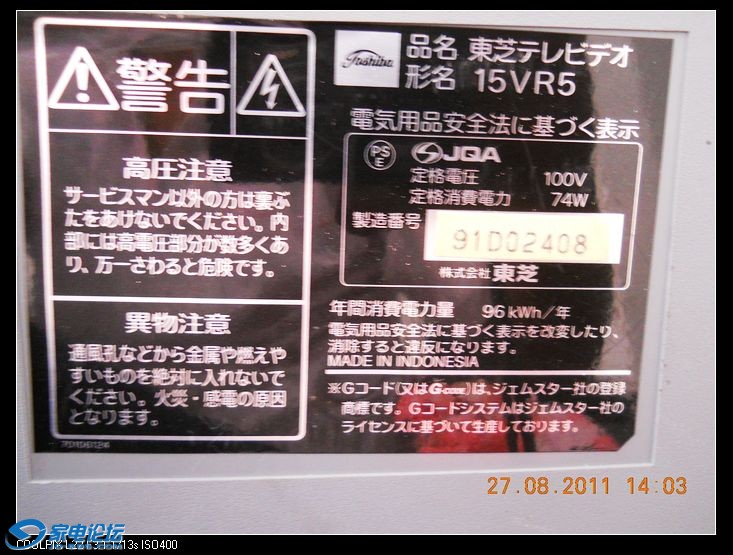 警告
高圧注意
サービスマン以外の方は裏ぶ
たをあけないでください。内
部には高電圧部分が数多くあ
り、万一さわると危険です。
異物注意
通風孔などから金属や燃えや
すいものを絶対に入れないで
ください。火災・感電の原因
となります。
Toshiba
品名 東芝テレビデオ
形名 15VR5
電気用品安全法に基づく表示
PS
E
JQA
定格電圧 100V
定格消費電力 74W
製造番号 91D02408
株式会社 東芝
年間消費電力量 96kWh/年
電気用品安全法に基づく表示を改変したり、
消除すると違反になります。
MADE IN INDONESIA
※Gコード(又はG-CODE)は、ジェムスター社の登録
商標です。Gコードシステムはジェムスター社の
ライセンスに基づいて生産しております。
27.08.2011 14:03
家电论坛
ISO400